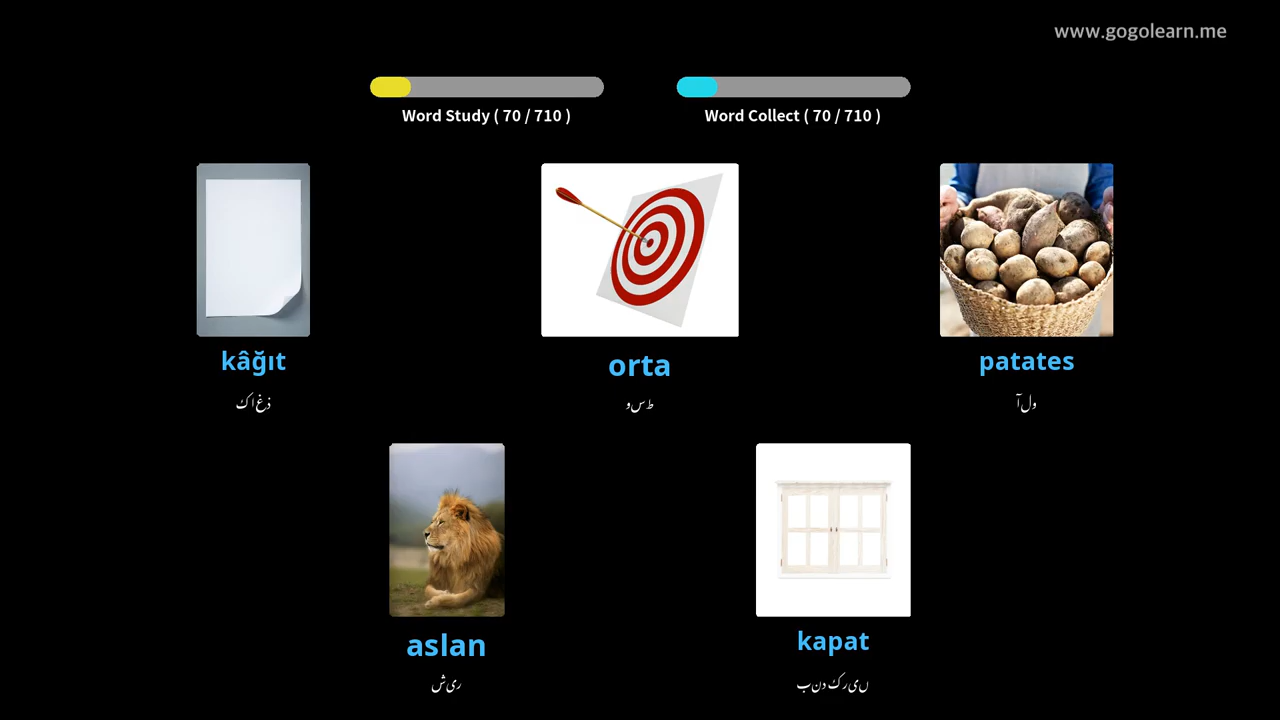 www.gogolearn.me
Word Study ( 70 / 710 )
Word Collect ( 70 / 710 )
kâğıt
orta
patates
کاغذ
وسط
آلو
aslan
kapat
شیر
بند کریں